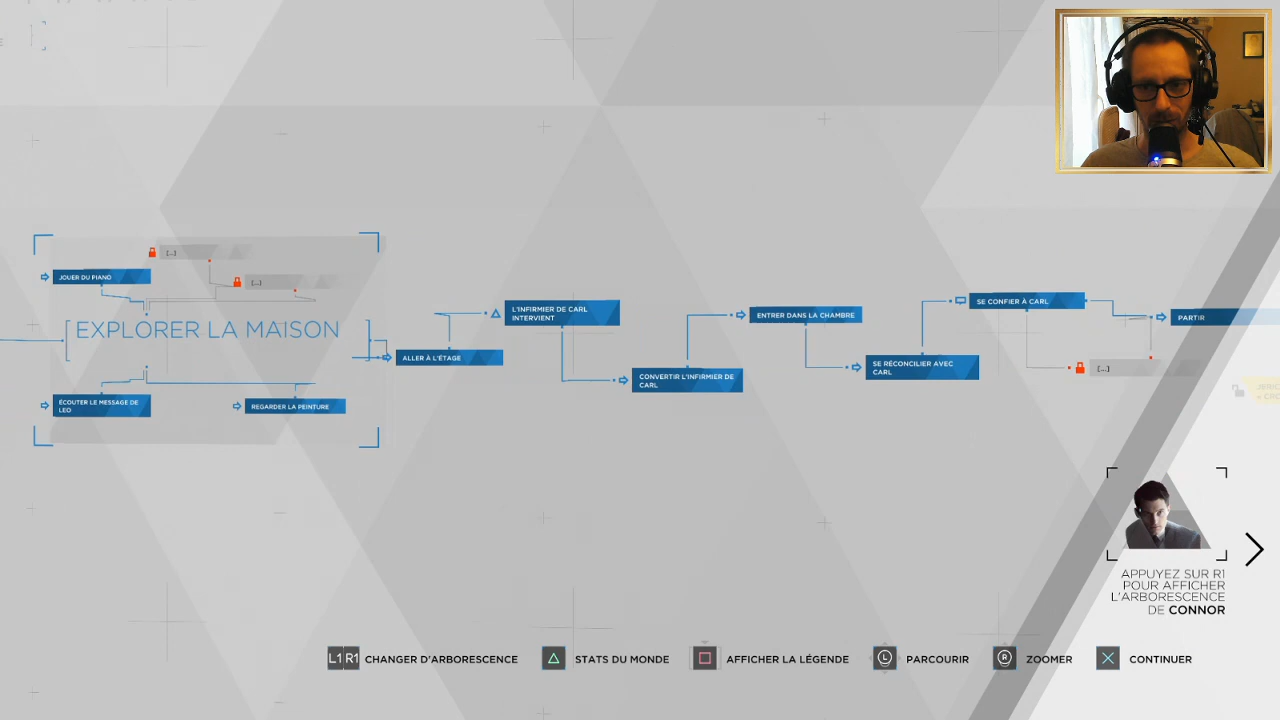 [...]
JOUER DU PIANO
[...]
EXPLORER LA MAISON
ÉCOUTER LE MESSAGE DE
LEO
REGARDER LA PEINTURE
ALLER À L'ÉTAGE
L'INFIRMIER DE CARL
INTERVIENT
CONVERTIR L'INFIRMIER DE
CARL
ENTRER DANS LA CHAMBRE
SE RÉCONCILIER AVEC
CARL
SE CONFIER À CARL
[...]
PARTIR
APPUYEZ SUR R1
POUR AFFICHER
L'ARBORESCENCE
DE CONNOR
L1 R1 CHANGER D'ARBORESCENCE
STATS DU MONDE
AFFICHER LA LÉGENDE
L PARCOURIR
R ZOOMER
CONTINUER